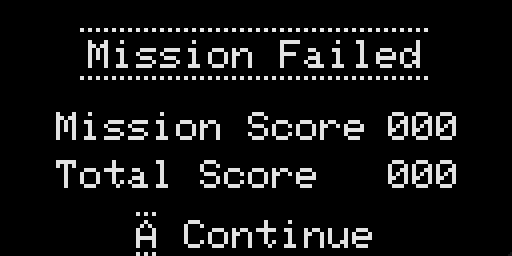 Mission Failed
Mission Score 000
Total Score 000
A Continue